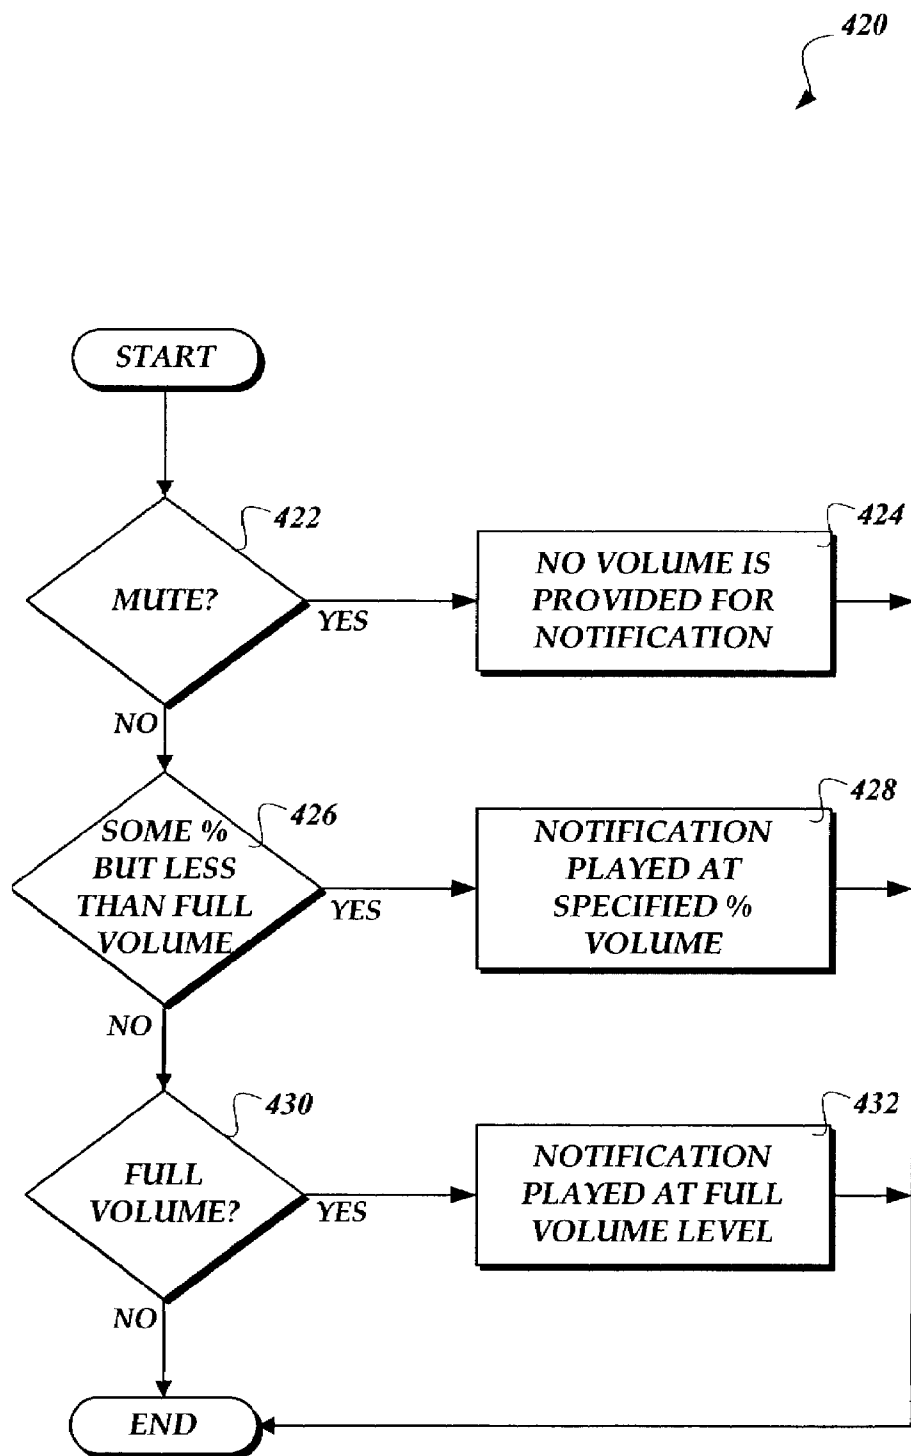 420
START
422
MUTE?
YES
NO
424
NO VOLUME IS
PROVIDED FOR
NOTIFICATION
426
SOME %
BUT LESS
THAN FULL
VOLUME
YES
NO
428
NOTIFICATION
PLAYED AT
SPECIFIED %
VOLUME
430
FULL
VOLUME?
YES
NO
432
NOTIFICATION
PLAYED AT FULL
VOLUME LEVEL
END